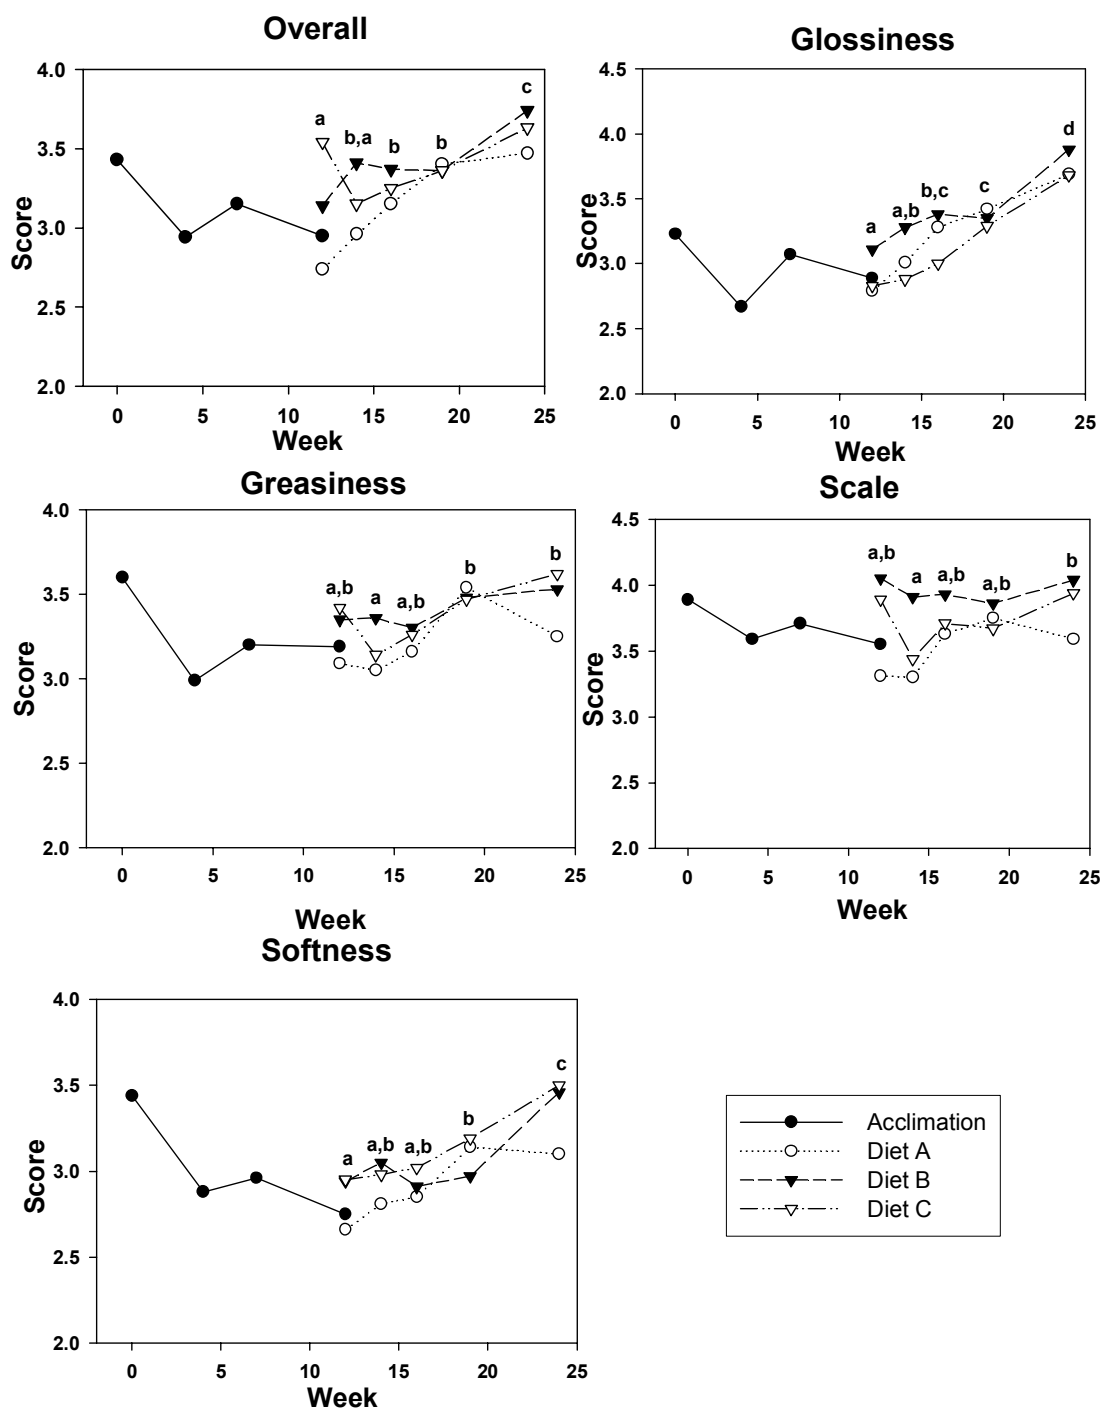 Overall
4.0
3.5
3.0
2.5
2.0
Score
a
b,a
b
b
c
0
5
10
15
20
25
Week
Glossiness
4.5
4.0
3.5
3.0
2.5
2.0
Score
a
a,b
b,c
c
d
0
5
10
15
20
25
Week
Greasiness
4.0
3.5
3.0
2.5
2.0
Score
a,b
a
a,b
b
b
0
5
10
15
20
25
Week
Scale
4.5
4.0
3.5
3.0
2.5
2.0
Score
a,b
a
a,b
a,b
b
0
5
10
15
20
25
Week
Softness
4.0
3.5
3.0
2.5
2.0
Score
a
a,b
a,b
b
c
0
5
10
15
20
25
Week
Acclimation
Diet A
Diet B
Diet C